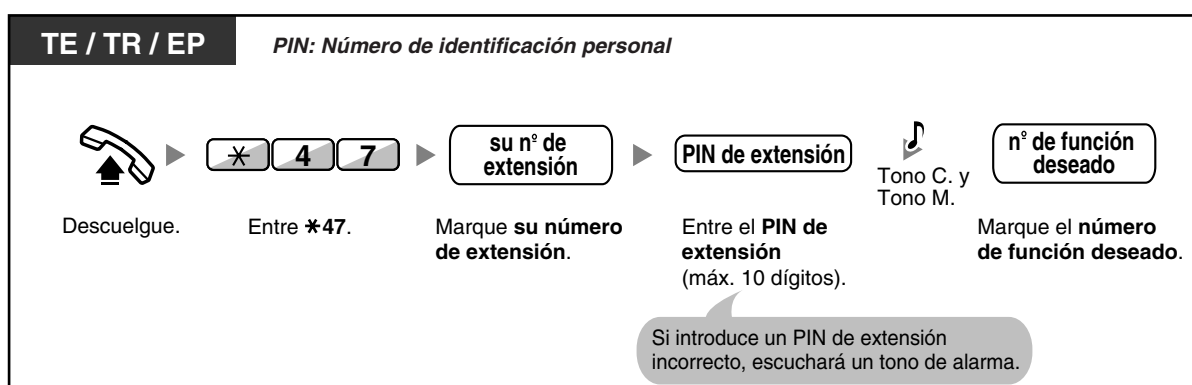 TE / TR / EP
PIN: Número de identificación personal
su nº de
extensión
PIN de extensión
nº de función
deseado
* 4 7
Tono C. y
Tono M.
Descuelgue.
Entre *47.
Marque su número
de extensión.
Entre el PIN de
extensión
(máx. 10 dígitos).
Marque el número
de función deseado.
Si introduce un PIN de extensión
incorrecto, escuchará un tono de alarma.